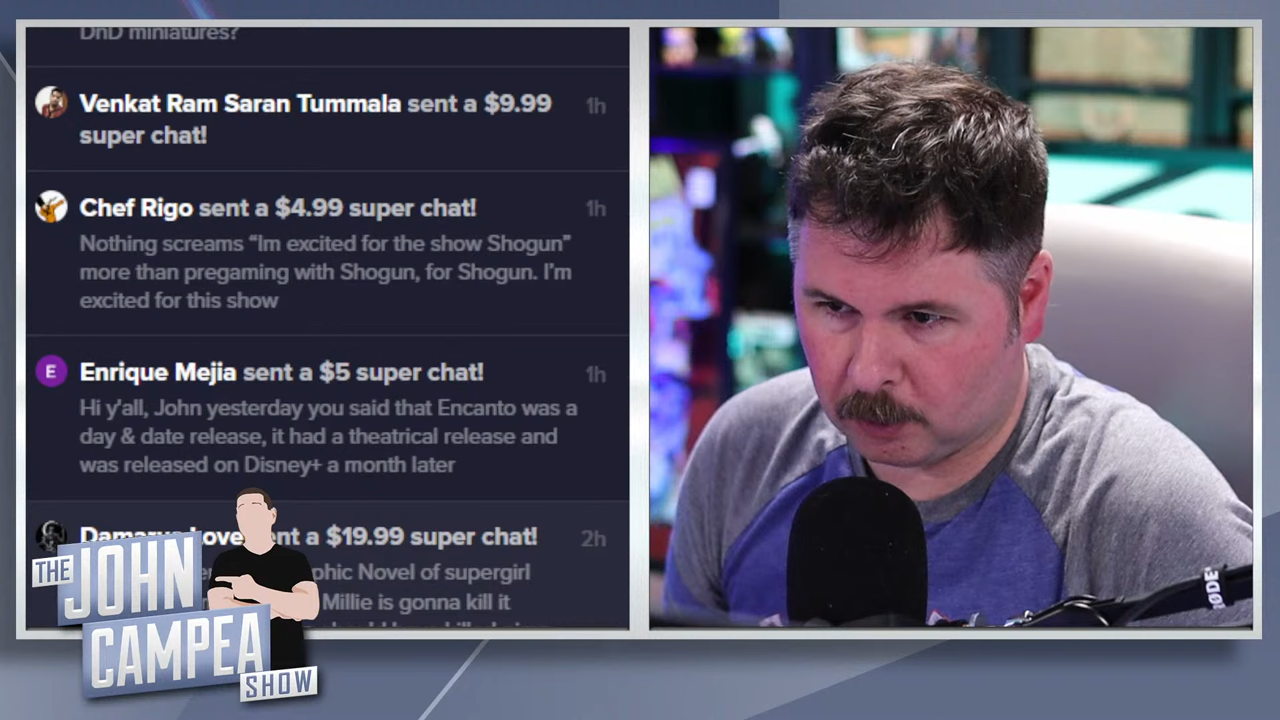 DnD miniatures?
Venkat Ram Saran Tummala sent a $9.99
super chat!
1h
Chef Rigo sent a $4.99 super chat!
1h
Nothing screams “Im excited for the show Shogun”
more than pregaming with Shogun, for Shogun. I’m
excited for this show
E
Enrique Mejia sent a $5 super chat!
1h
Hi y'all, John yesterday you said that Encanto was a
day & date release, it had a theatrical release and
was released on Disney+ a month later
sent a $19.99 super chat!
2h
Novel of supergirl
Millie is gonna kill it
THE
JOHN
CAMPEA
SHOW
RØDE